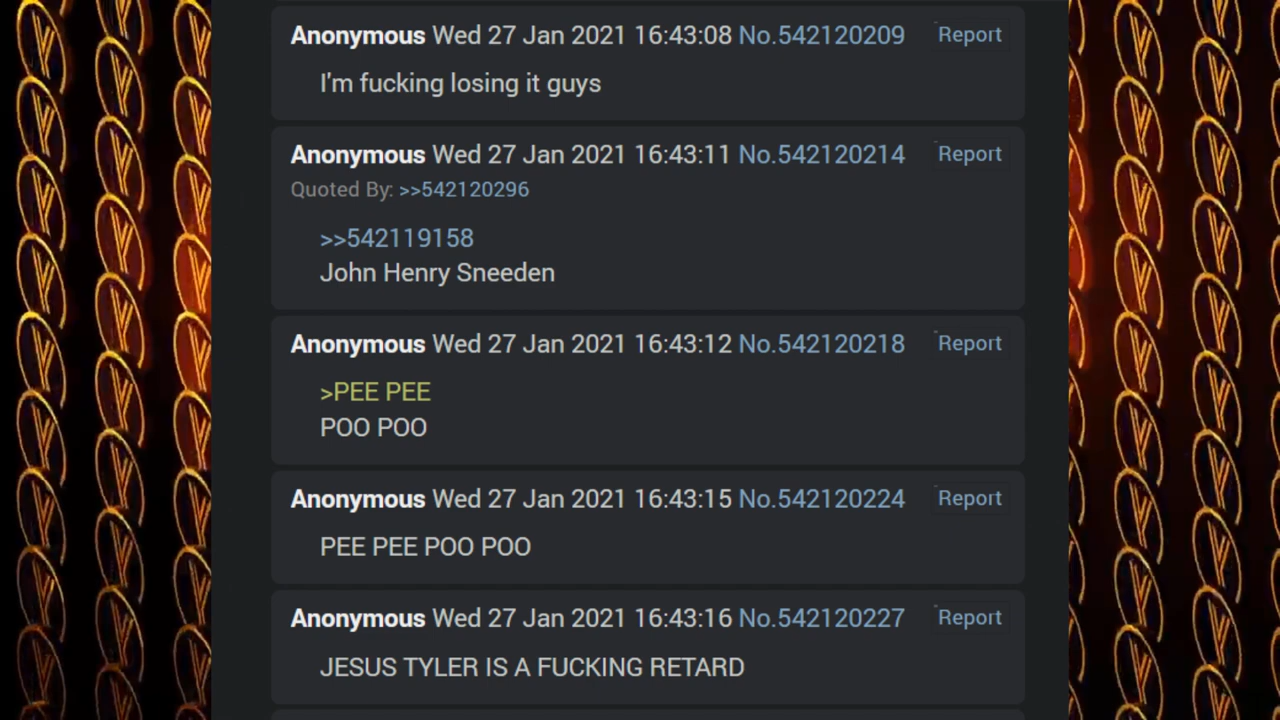 Anonymous Wed 27 Jan 2021 16:43:08 No.542120209 Report
I'm fucking losing it guys
Anonymous Wed 27 Jan 2021 16:43:11 No.542120214 Report
Quoted By: >>542120296
>>542119158
John Henry Sneeden
Anonymous Wed 27 Jan 2021 16:43:12 No.542120218 Report
>PEE PEE
POO POO
Anonymous Wed 27 Jan 2021 16:43:15 No.542120224 Report
PEE PEE POO POO
Anonymous Wed 27 Jan 2021 16:43:16 No.542120227 Report
JESUS TYLER IS A FUCKING RETARD